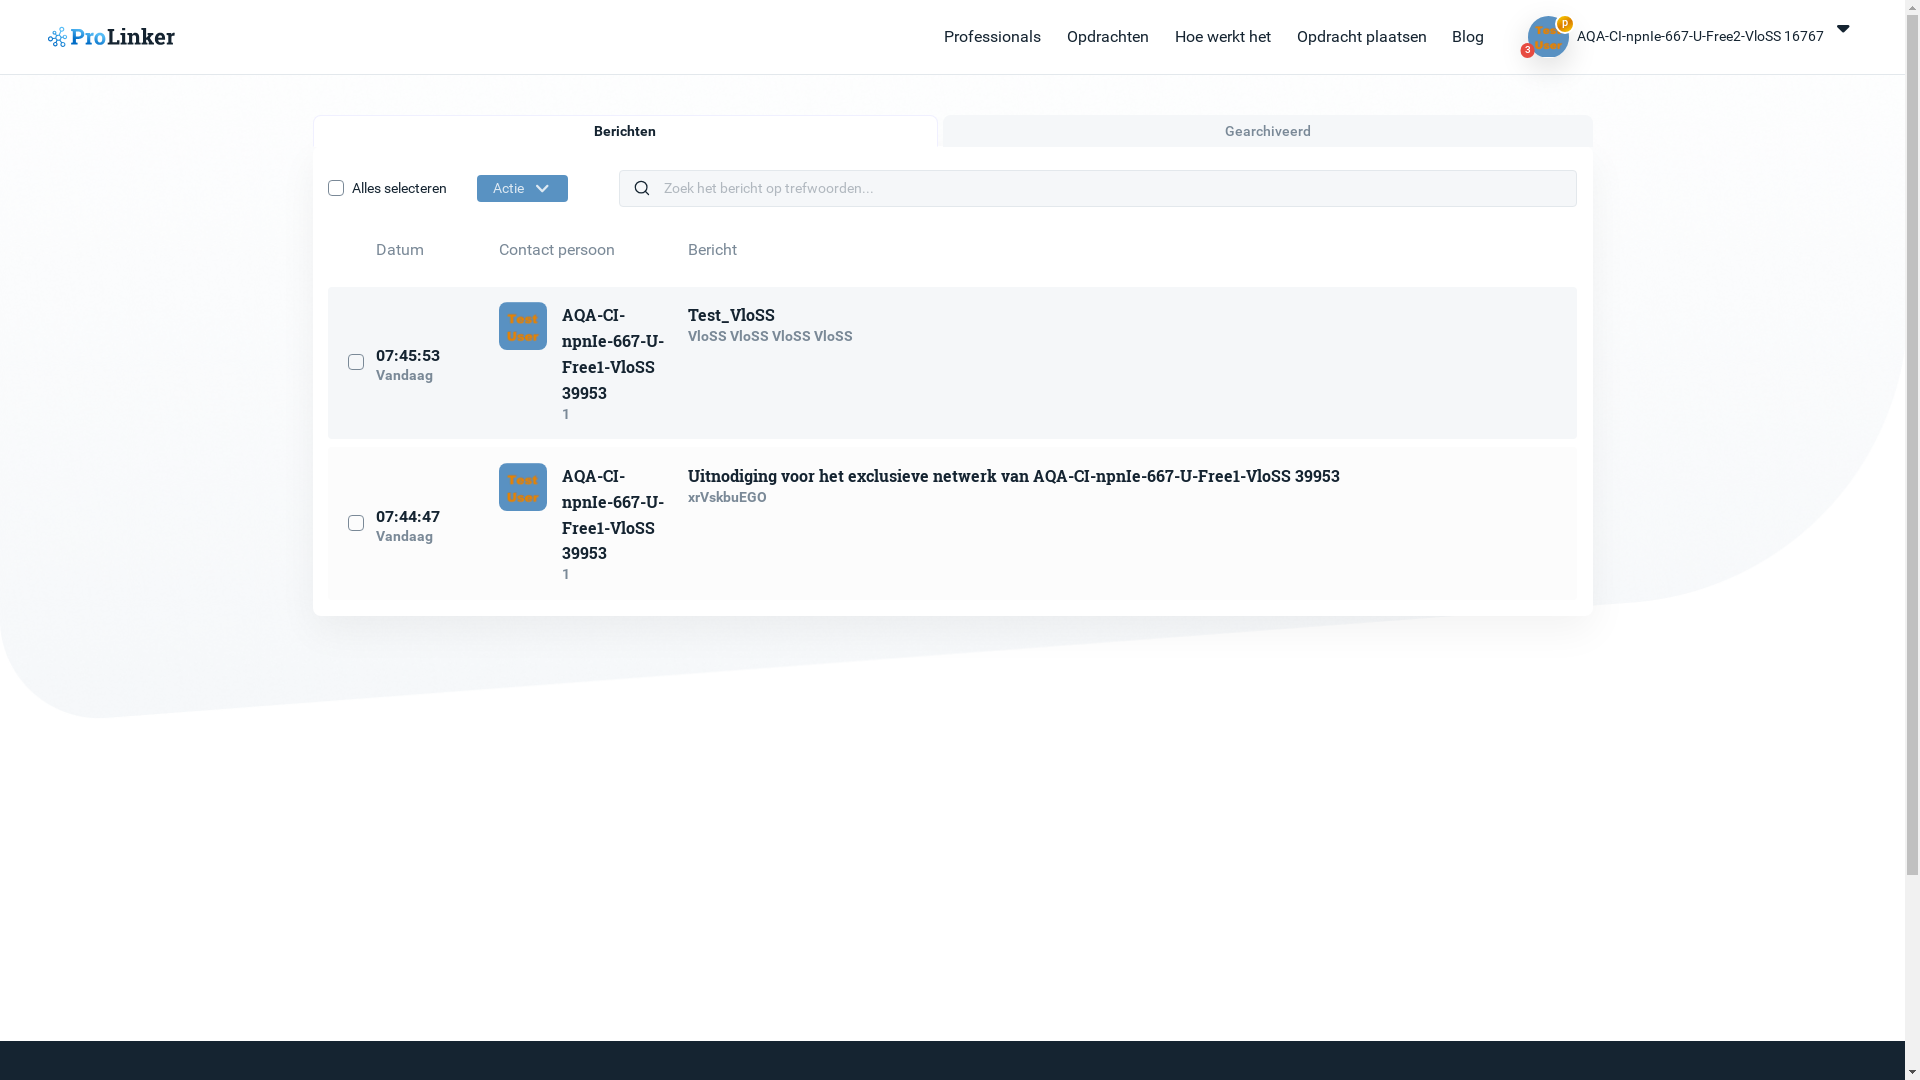 ProLinker
Professionals
Opdrachten
Hoe werkt het
Opdracht plaatsen
Blog
Test
User
p
3
AQA-CI-npnIe-667-U-Free2-VloSS 16767
Berichten
Gearchiveerd
Alles selecteren
Actie
Zoek het bericht op trefwoorden...
Datum
Contact persoon
Bericht
07:45:53
Vandaag
Test
User
AQA-CI-
npnIe-667-U-
Free1-VloSS
39953
1
Test_VloSS
VloSS VloSS VloSS VloSS
07:44:47
Vandaag
Test
User
AQA-CI-
npnIe-667-U-
Free1-VloSS
39953
1
Uitnodiging voor het exclusieve netwerk van AQA-CI-npnIe-667-U-Free1-VloSS 39953
xrVskbuEGO